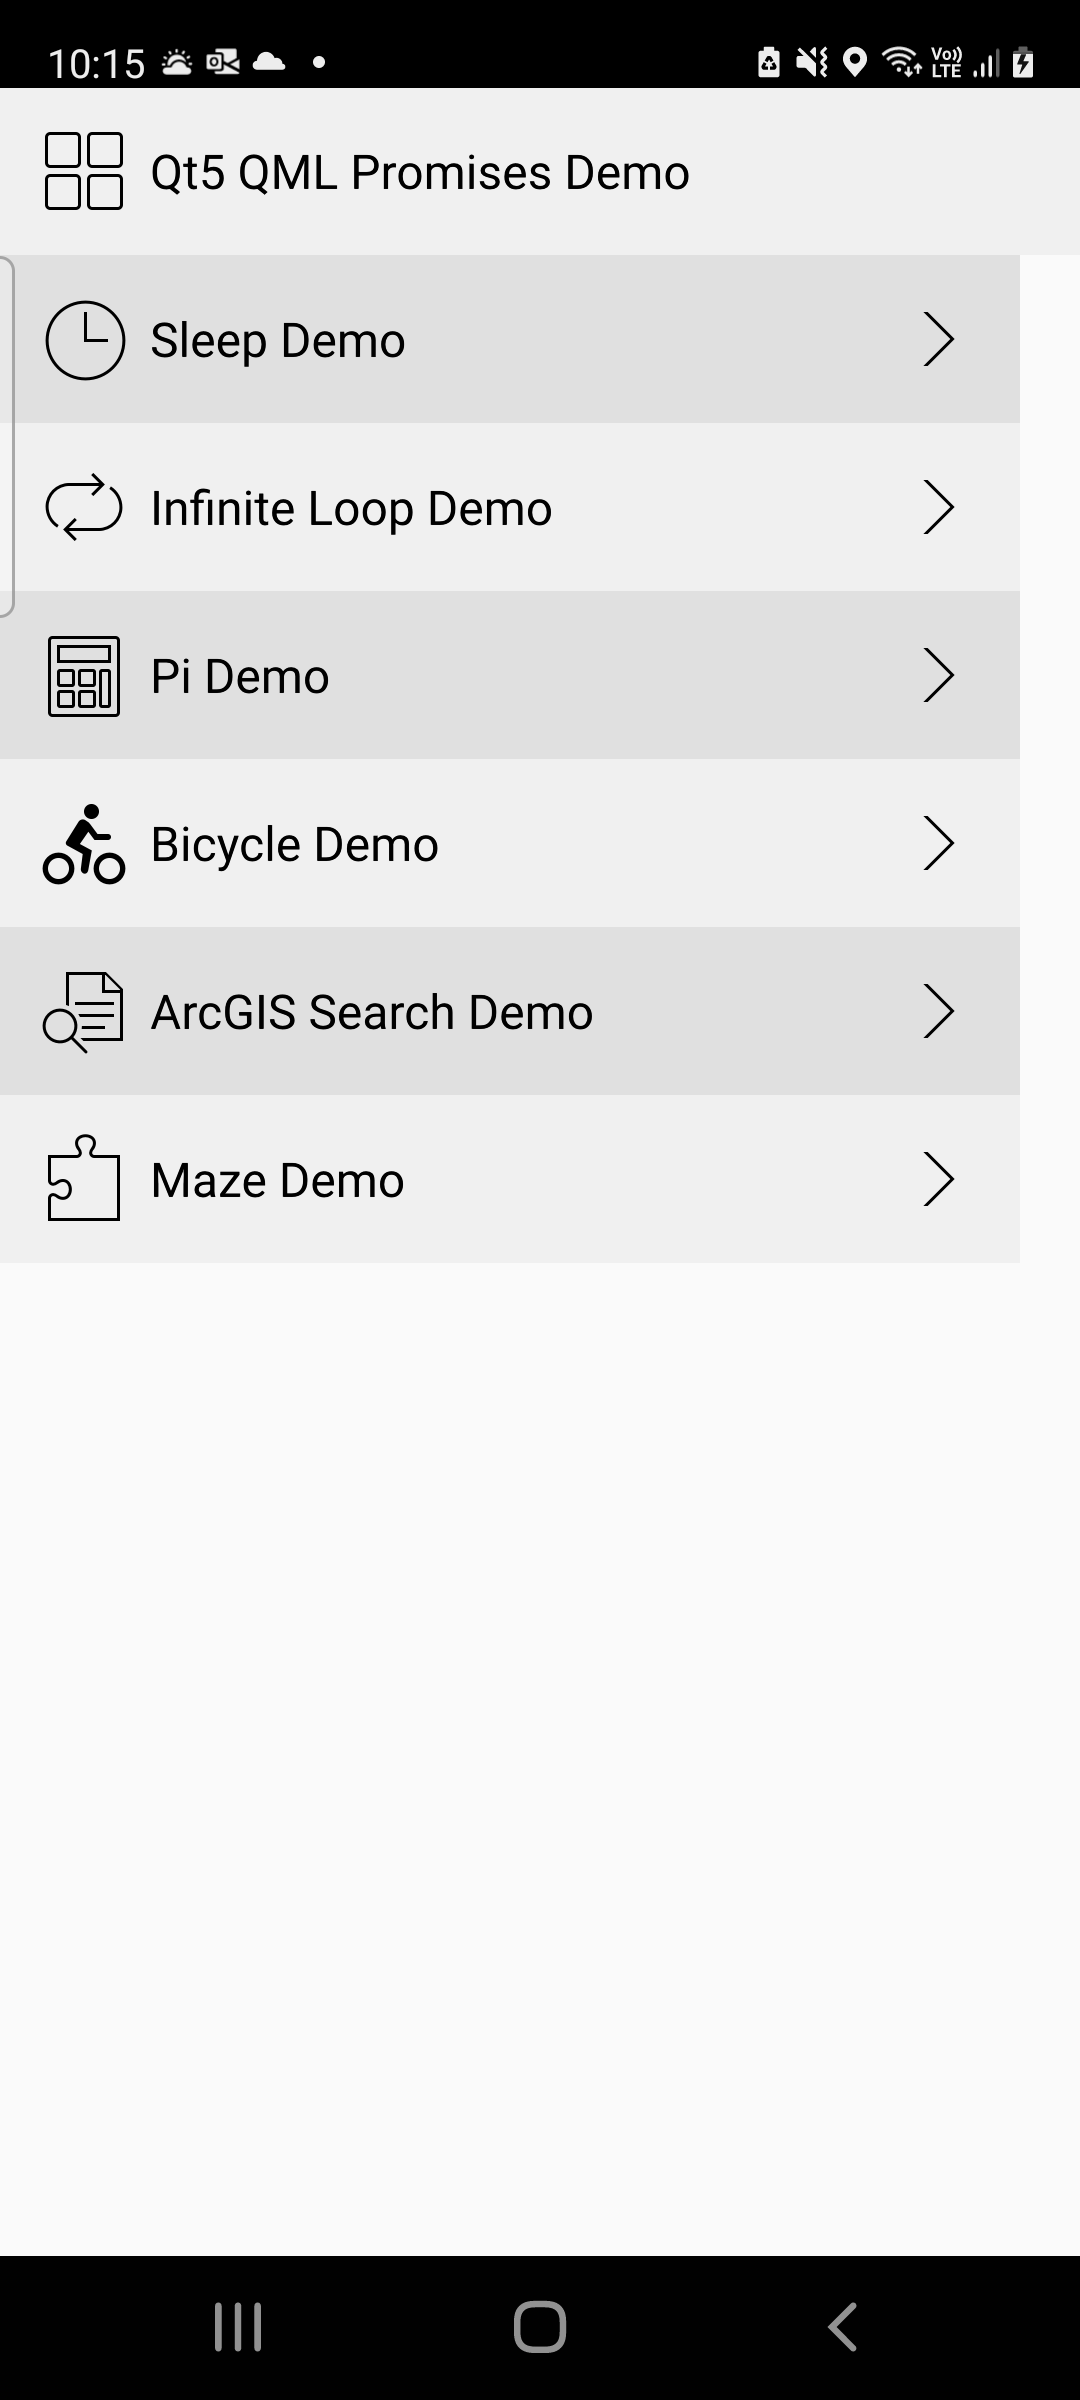 10:15
Vo)) LTE
Qt5 QML Promises Demo
Sleep Demo
Infinite Loop Demo
Pi Demo
Bicycle Demo
ArcGIS Search Demo
Maze Demo